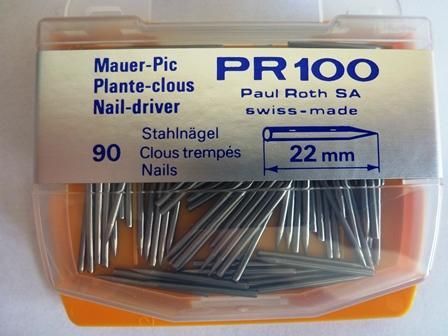 Mauer-Pic
Plante-clous
Nail-driver
PR 100
Paul Roth SA
swiss-made
90
Stahlnägel
Clous trempés
Nails
22 mm